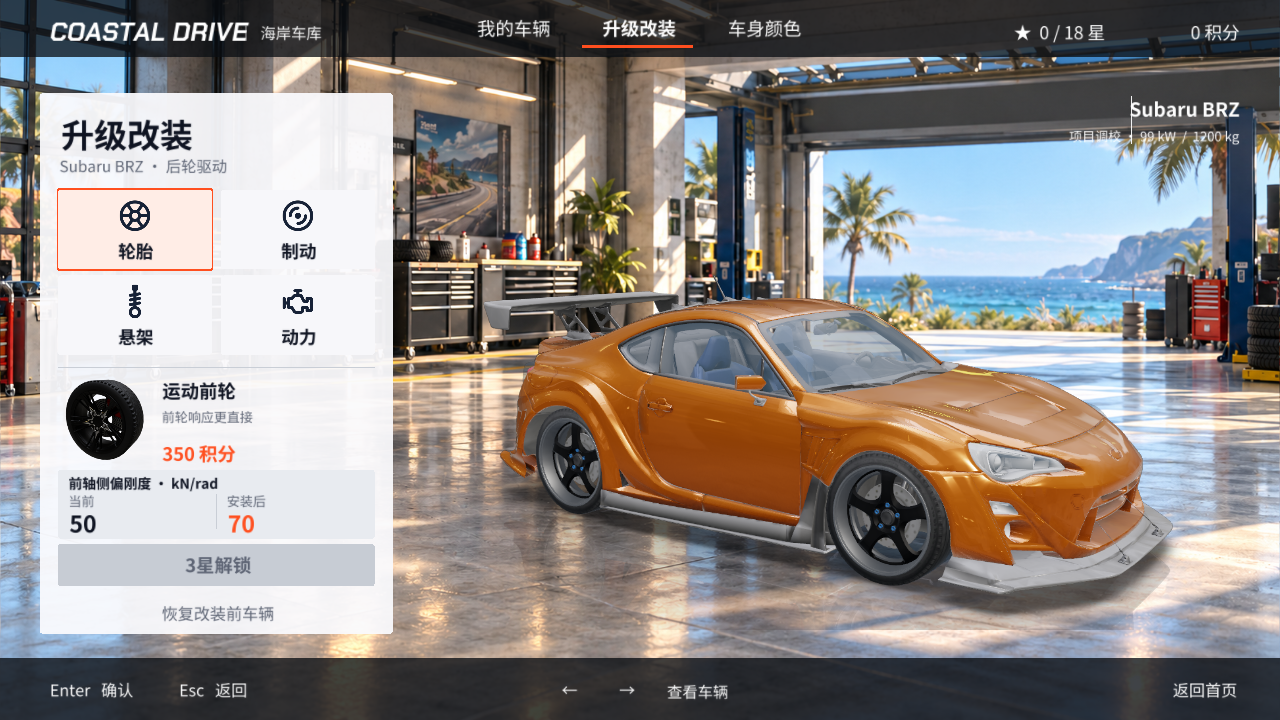 COASTAL DRIVE 海岸车库
我的车辆 升级改装 车身颜色
★ 0 / 18 星 0 积分
Subaru BRZ
项目调校 · 99 kW / 1200 kg
升级改装
Subaru BRZ · 后轮驱动
轮胎 制动
悬架 动力
运动前轮
前轮响应更直接
350 积分
前轴侧偏刚度 · kN/rad
当前 安装后
50 70
3星解锁
恢复改装前车辆
Enter 确认 Esc 返回 ← → 查看车辆 返回首页